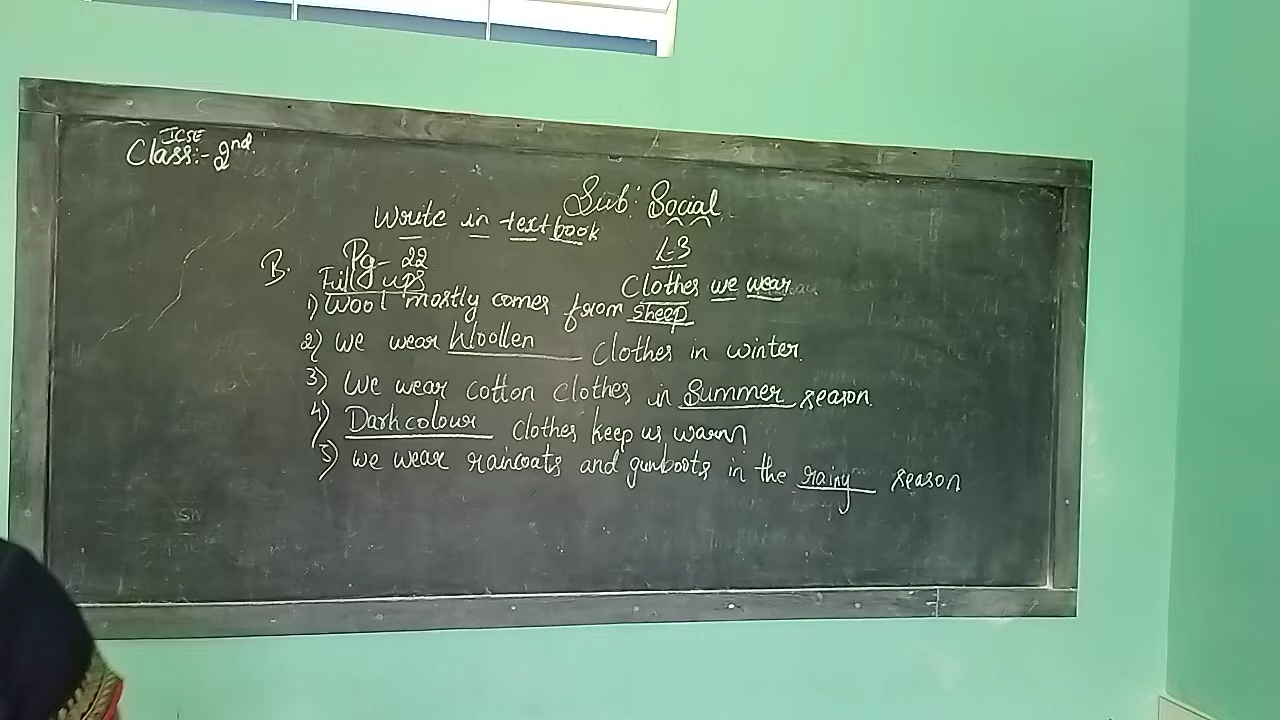 ICSE
Class:- 2nd.
Sub: Social
Write in textbook
L-3
B. Pg- 22
Fill ups
Clothes we wear
1) Wool mostly comes from sheep
2) We wear Woollen clothes in winter.
3) We wear cotton clothes in Summer season.
4) Dark colour clothes keep us warm
5) we wear raincoats and gumboots in the rainy season